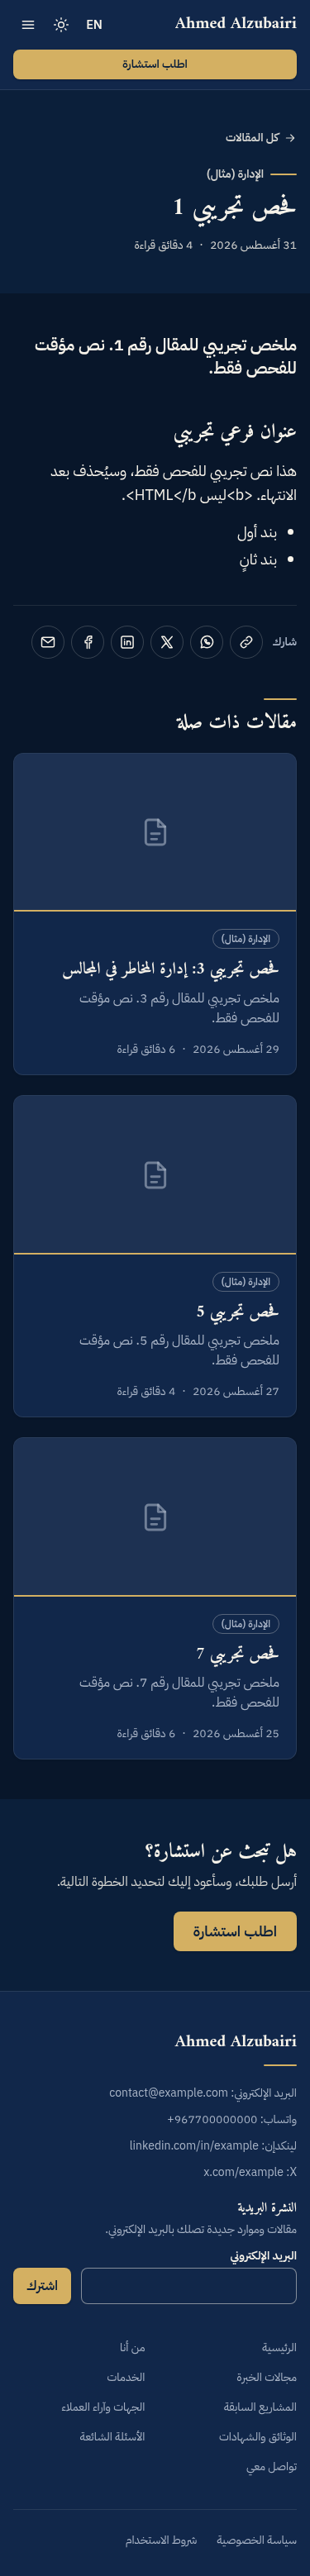 Ahmed Alzubairi
EN
اطلب استشارة
→ كل المقالات
الإدارة (مثال)
فحص تجريبي 1
31 أغسطس 2026 · 4 دقائق قراءة
ملخص تجريبي للمقال رقم 1. نص مؤقت
للفحص فقط.
عنوان فرعي تجريبي
هذا نص تجريبي للفحص فقط، وسيُحذف بعد
الانتهاء. <b>ليس HTML</b>.
• بند أول
• بند ثانٍ
شارك
مقالات ذات صلة
الإدارة (مثال)
فحص تجريبي 3: إدارة المخاطر في المجالس
ملخص تجريبي للمقال رقم 3. نص مؤقت
للفحص فقط.
29 أغسطس 2026 · 6 دقائق قراءة
الإدارة (مثال)
فحص تجريبي 5
ملخص تجريبي للمقال رقم 5. نص مؤقت
للفحص فقط.
27 أغسطس 2026 · 4 دقائق قراءة
الإدارة (مثال)
فحص تجريبي 7
ملخص تجريبي للمقال رقم 7. نص مؤقت
للفحص فقط.
25 أغسطس 2026 · 6 دقائق قراءة
هل تبحث عن استشارة؟
أرسل طلبك، وسأعود إليك لتحديد الخطوة التالية.
اطلب استشارة
Ahmed Alzubairi
البريد الإلكتروني: contact@example.com
واتساب: 967700000000+
لينكدإن: linkedin.com/in/example
X: x.com/example
النشرة البريدية
مقالات وموارد جديدة تصلك بالبريد الإلكتروني.
البريد الإلكتروني
اشترك
الرئيسية
من أنا
مجالات الخبرة
الخدمات
المشاريع السابقة
الجهات وآراء العملاء
الوثائق والشهادات
الأسئلة الشائعة
تواصل معي
سياسة الخصوصية
شروط الاستخدام